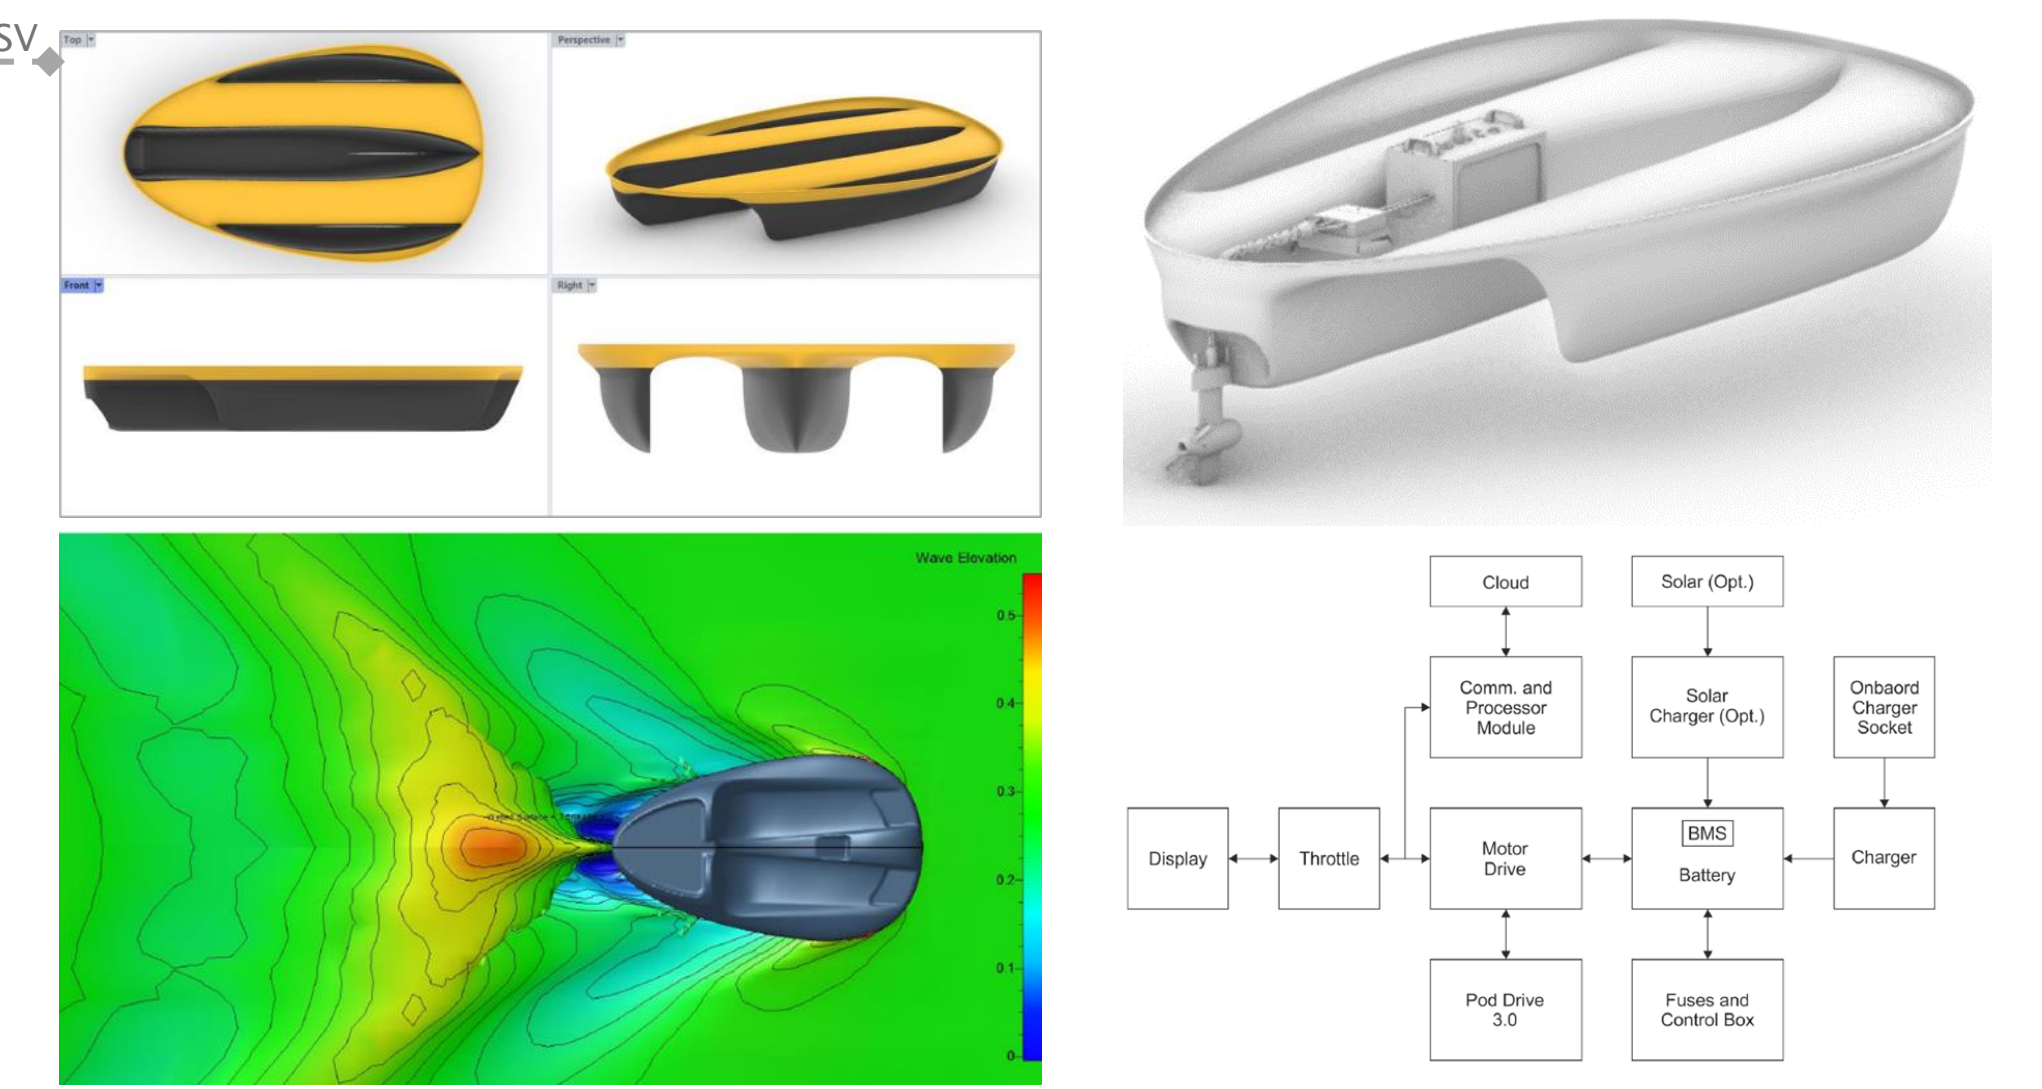 SV
Top
Perspective
Front
Right
Wave Elevation
0.5
0.4
0.3
0.2
0.1
0
Cloud
Solar (Opt.)
Comm. and
Processor
Module
Solar
Charger (Opt.)
Onbaord
Charger
Socket
Display
Throttle
Motor
Drive
BMS
Battery
Charger
Pod Drive
3.0
Fuses and
Control Box